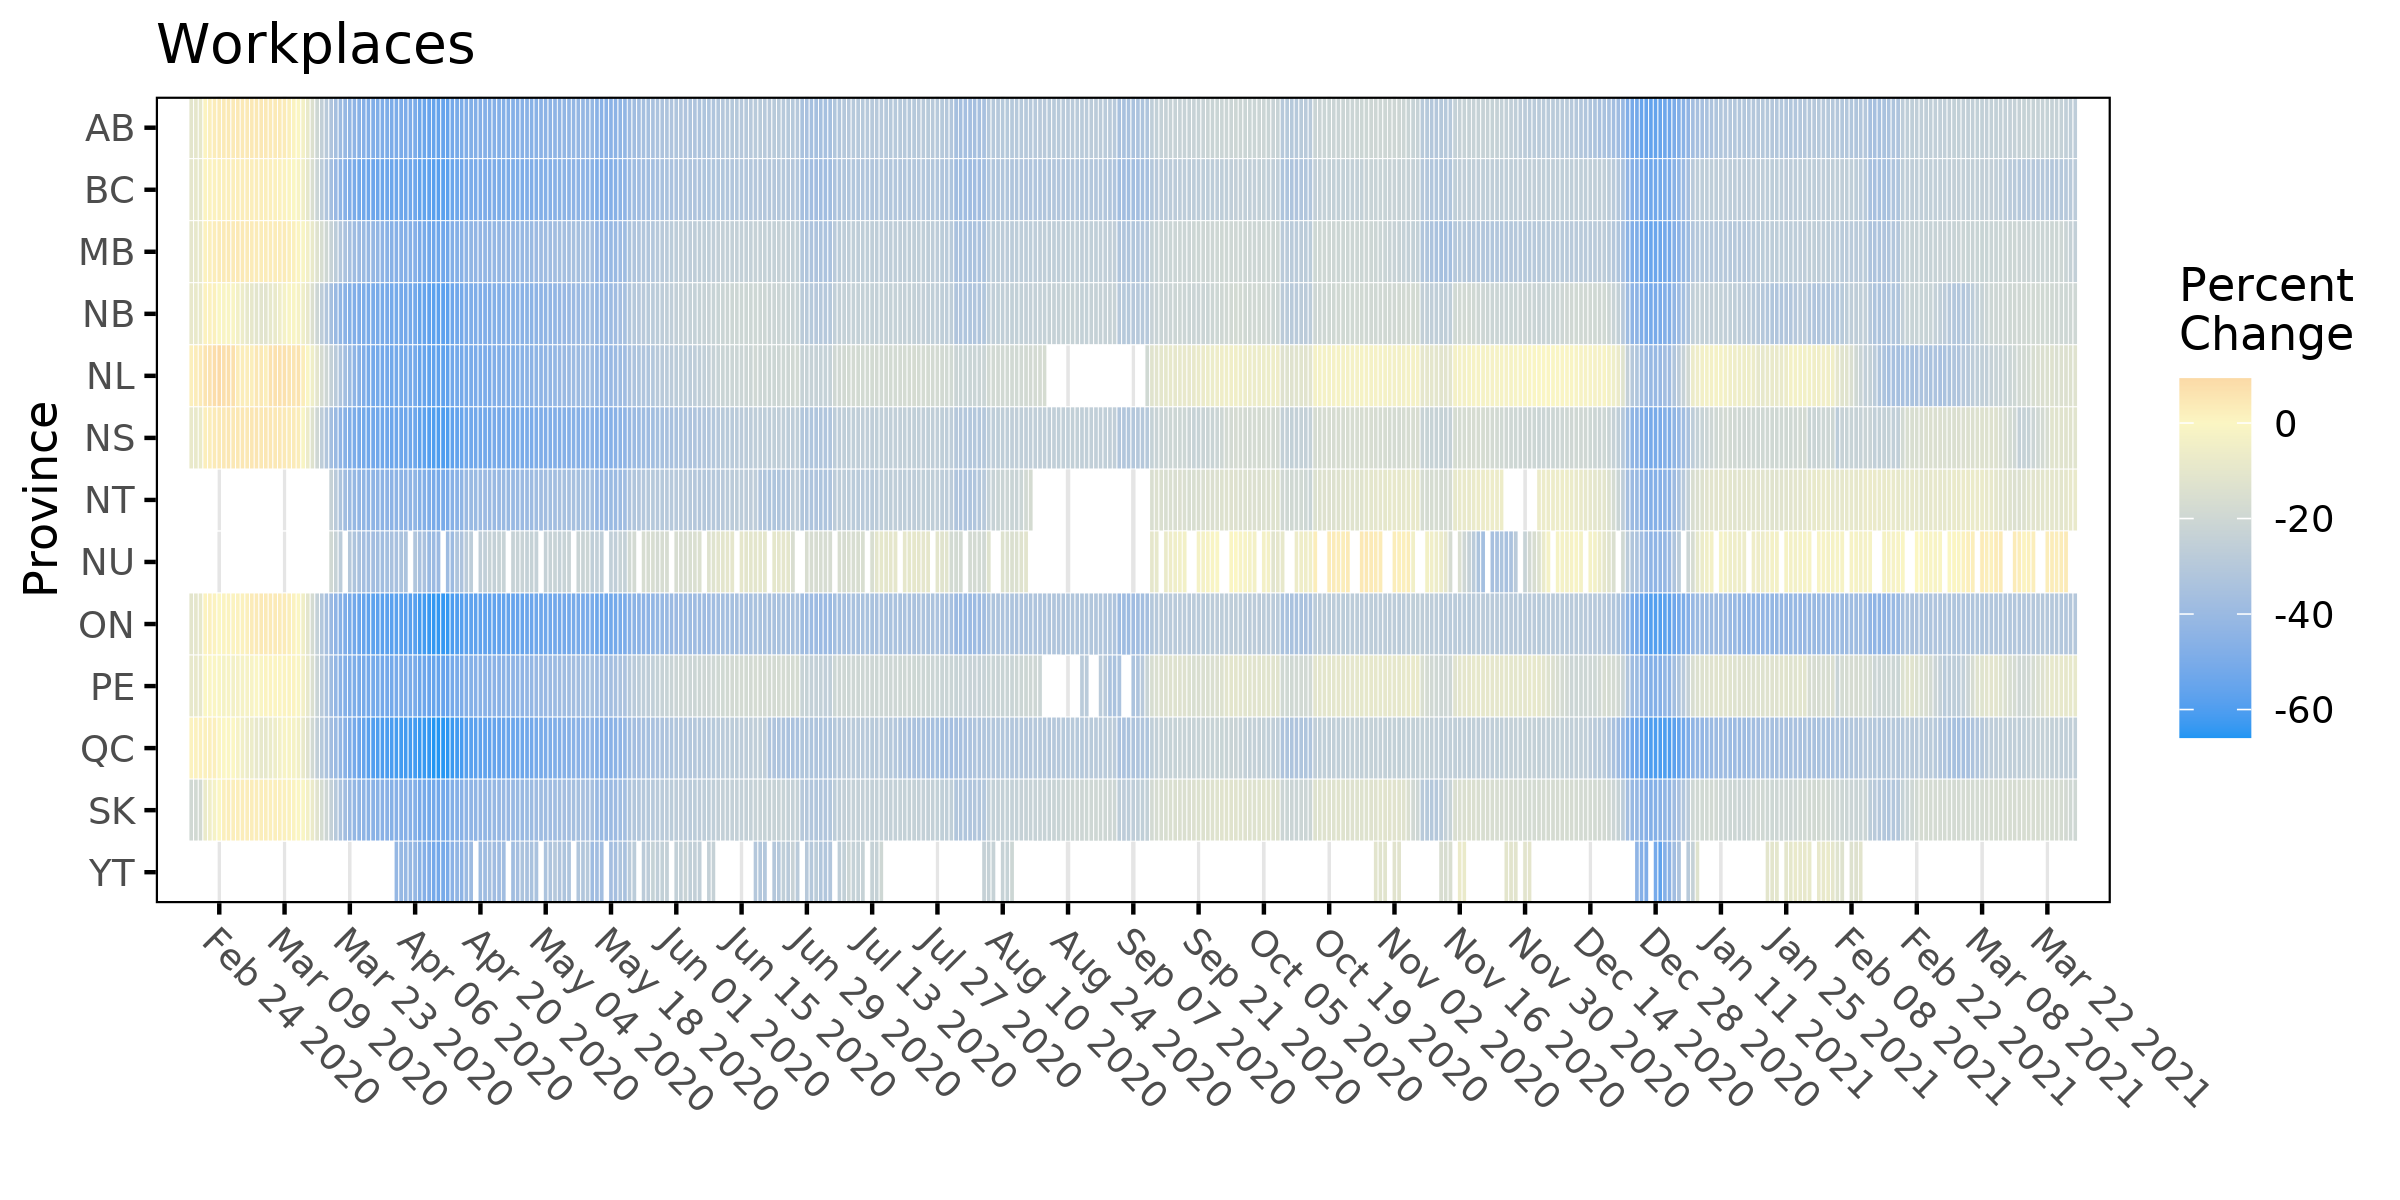 Workplaces
Province
AB
BC
MB
NB
NL
NS
NT
NU
ON
PE
QC
SK
YT
Feb 24 2020
Mar 09 2020
Mar 23 2020
Apr 06 2020
Apr 20 2020
May 04 2020
May 18 2020
Jun 01 2020
Jun 15 2020
Jun 29 2020
Jul 13 2020
Jul 27 2020
Aug 10 2020
Aug 24 2020
Sep 07 2020
Sep 21 2020
Oct 05 2020
Oct 19 2020
Nov 02 2020
Nov 16 2020
Nov 30 2020
Dec 14 2020
Dec 28 2020
Jan 11 2021
Jan 25 2021
Feb 08 2021
Feb 22 2021
Mar 08 2021
Mar 22 2021
Percent
Change
0
-20
-40
-60